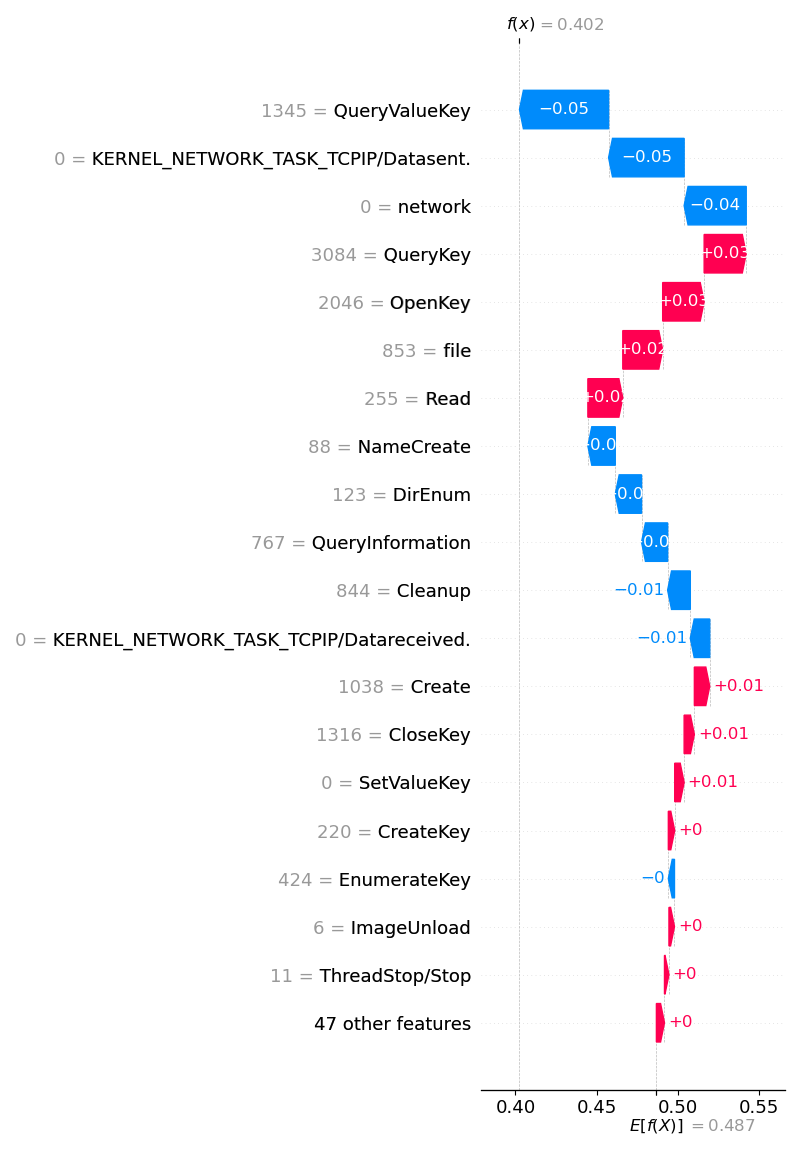 f(x) = 0.402
1345 = QueryValueKey
−0.05
0 = KERNEL_NETWORK_TASK_TCPIP/Datasent.
−0.05
0 = network
−0.04
3084 = QueryKey
+0.03
2046 = OpenKey
+0.03
853 = file
+0.02
255 = Read
+0.02
88 = NameCreate
123 = DirEnum
767 = QueryInformation
844 = Cleanup
−0.01
0 = KERNEL_NETWORK_TASK_TCPIP/Datareceived.
−0.01
1038 = Create
+0.01
1316 = CloseKey
+0.01
0 = SetValueKey
+0.01
220 = CreateKey
+0
424 = EnumerateKey
−0
6 = ImageUnload
+0
11 = ThreadStop/Stop
+0
47 other features
+0
0.40 0.45 0.50 0.55
E[f(X)] = 0.487